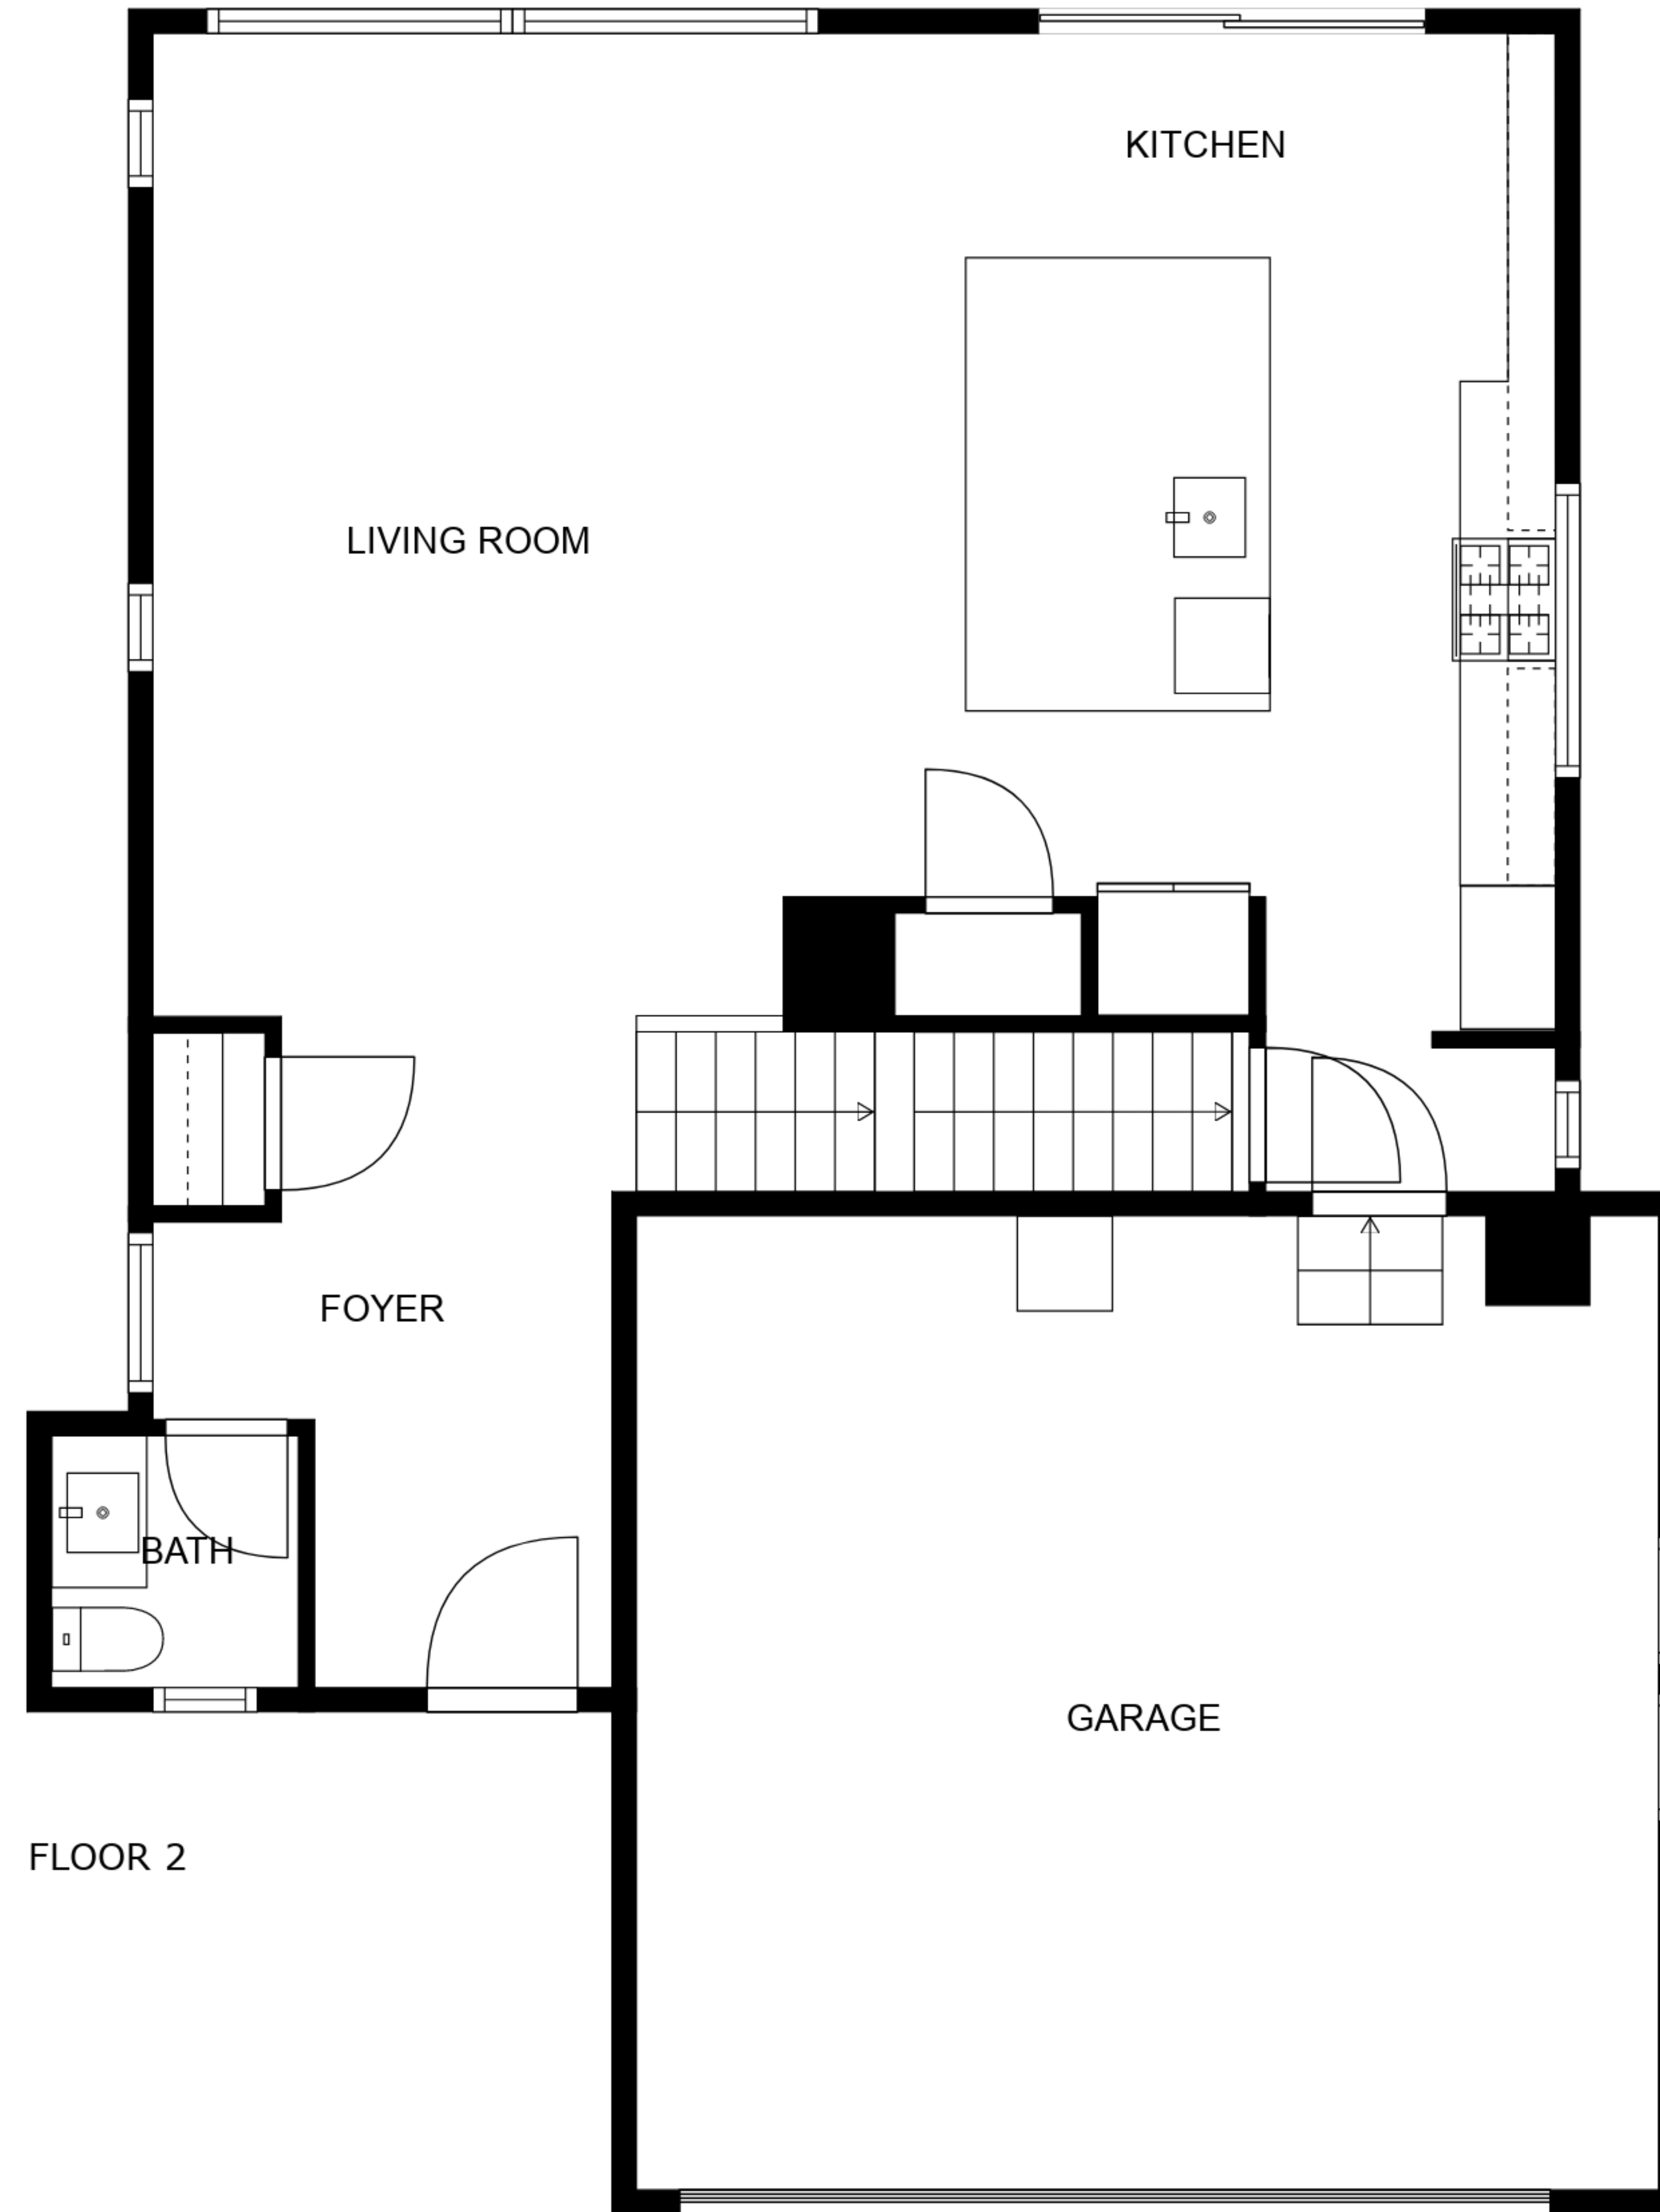 KITCHEN
LIVING ROOM
FOYER
BATH
GARAGE
FLOOR 2